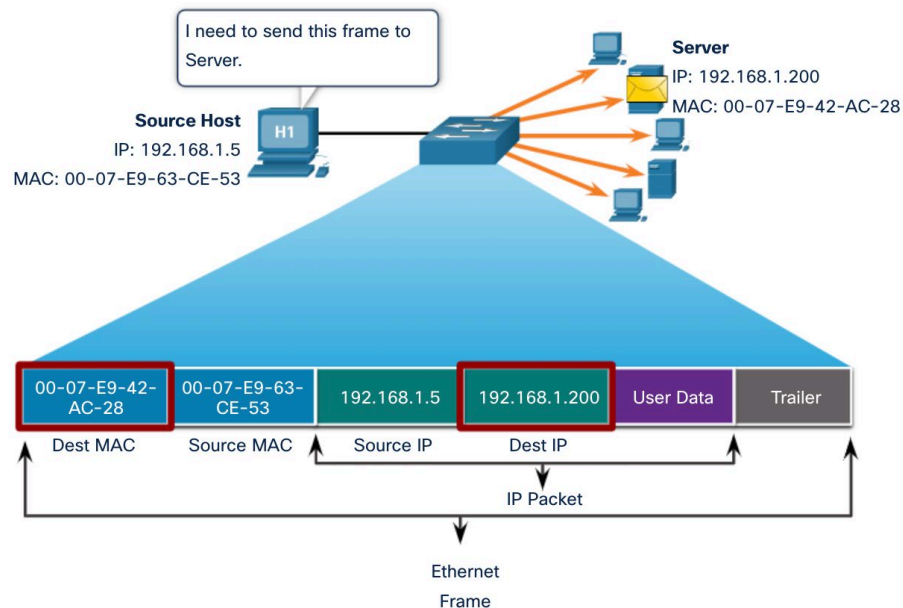 I need to send this frame to
Server.
Server
IP: 192.168.1.200
MAC: 00-07-E9-42-AC-28
Source Host
IP: 192.168.1.5
MAC: 00-07-E9-63-CE-53
H1
00-07-E9-42-
AC-28
00-07-E9-63-
CE-53
192.168.1.5
192.168.1.200
User Data
Trailer
Dest MAC
Source MAC
Source IP
Dest IP
IP Packet
Ethernet
Frame